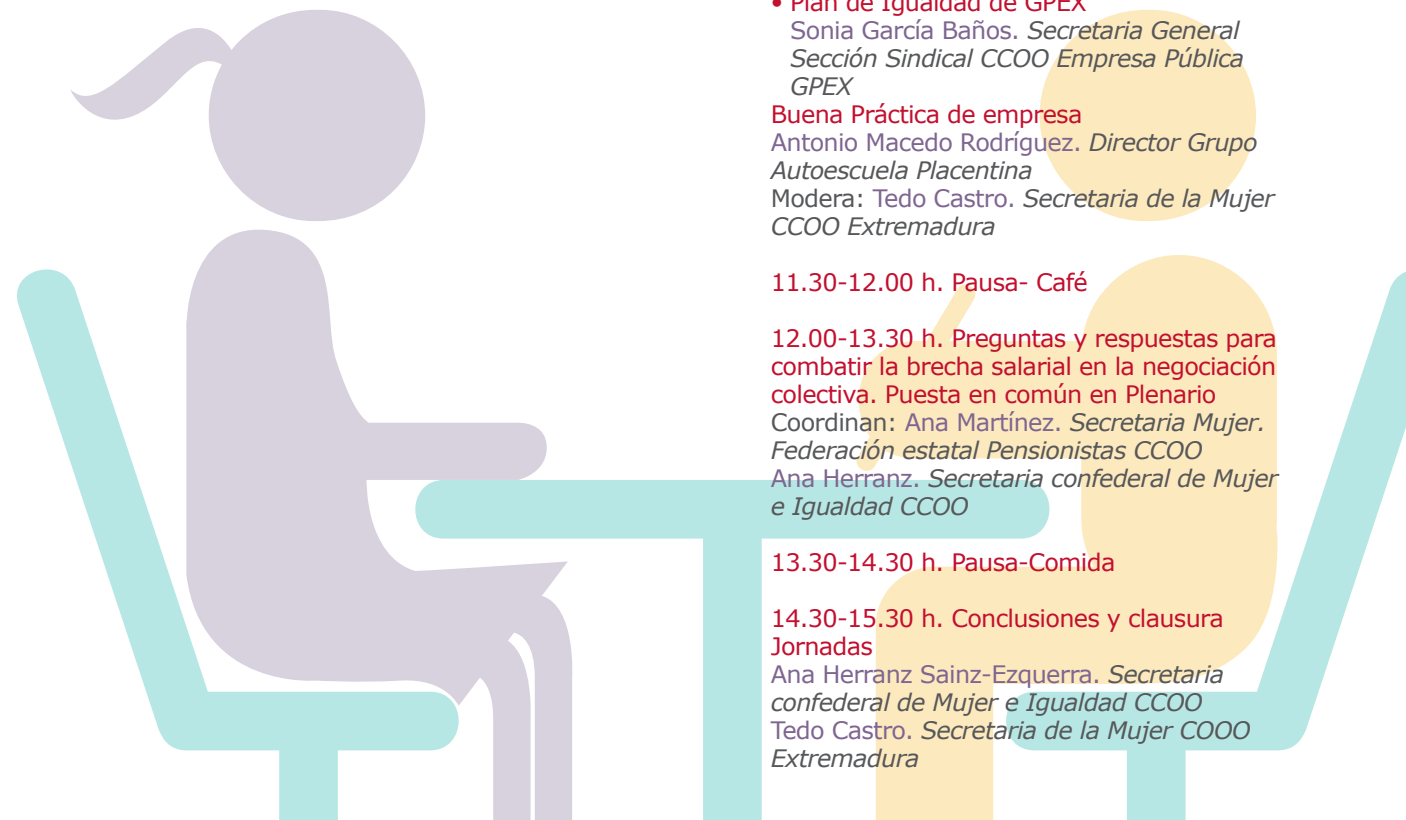 • Plan de Igualdad de GPEX
Sonia García Baños. Secretaria General
Sección Sindical CCOO Empresa Pública
GPEX
Buena Práctica de empresa
Antonio Macedo Rodríguez. Director Grupo
Autoescuela Placentina
Modera: Tedo Castro. Secretaria de la Mujer
CCOO Extremadura
11.30-12.00 h. Pausa- Café
12.00-13.30 h. Preguntas y respuestas para
combatir la brecha salarial en la negociación
colectiva. Puesta en común en Plenario
Coordinan: Ana Martínez. Secretaria Mujer.
Federación estatal Pensionistas CCOO
Ana Herranz. Secretaria confederal de Mujer
e Igualdad CCOO
13.30-14.30 h. Pausa-Comida
14.30-15.30 h. Conclusiones y clausura
Jornadas
Ana Herranz Sainz-Ezquerra. Secretaria
confederal de Mujer e Igualdad CCOO
Tedo Castro. Secretaria de la Mujer COOO
Extremadura